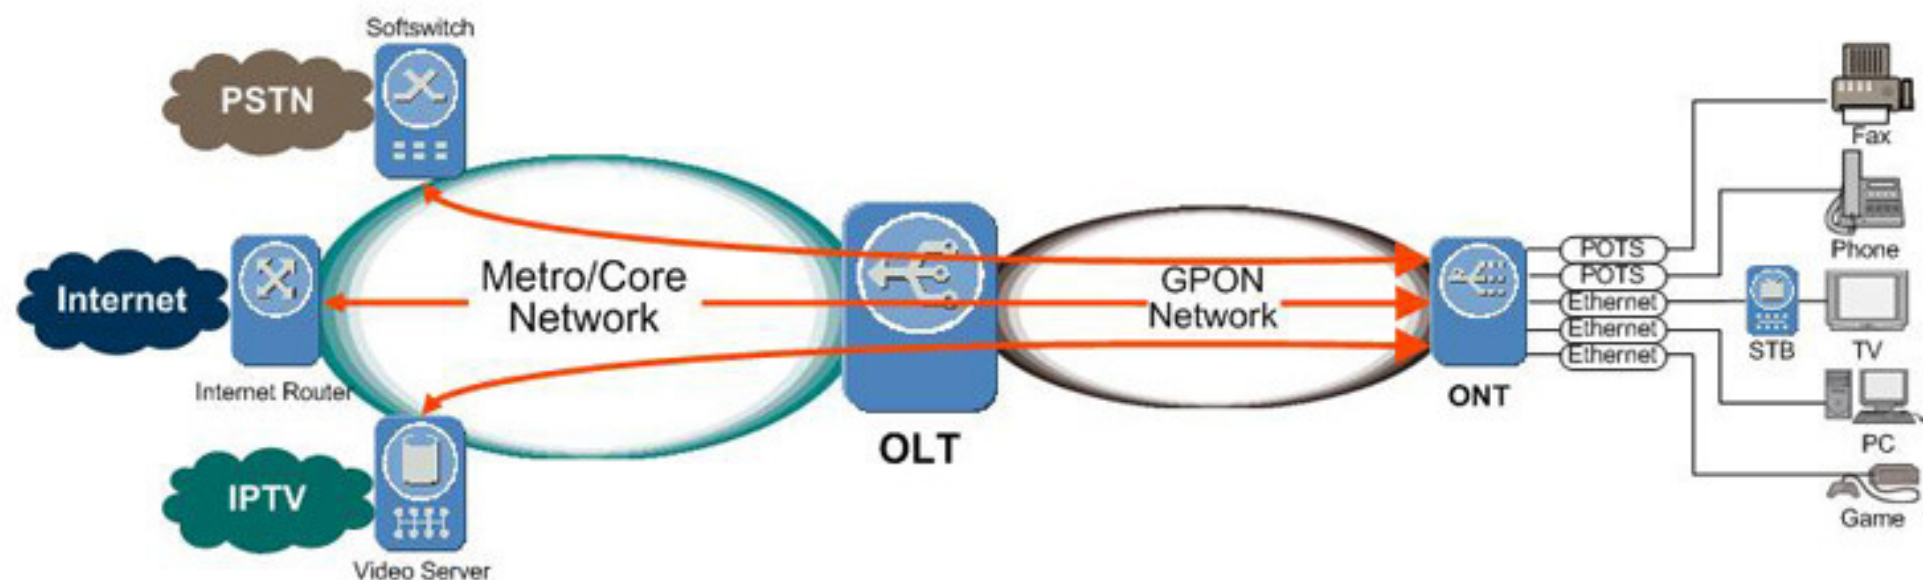 Softswitch
PSTN
Internet
Internet Router
IPTV
Video Server
Metro/Core
Network
OLT
GPON
Network
ONT
POTS
POTS
Ethernet
Ethernet
Ethernet
Fax
Phone
STB
TV
PC
Game